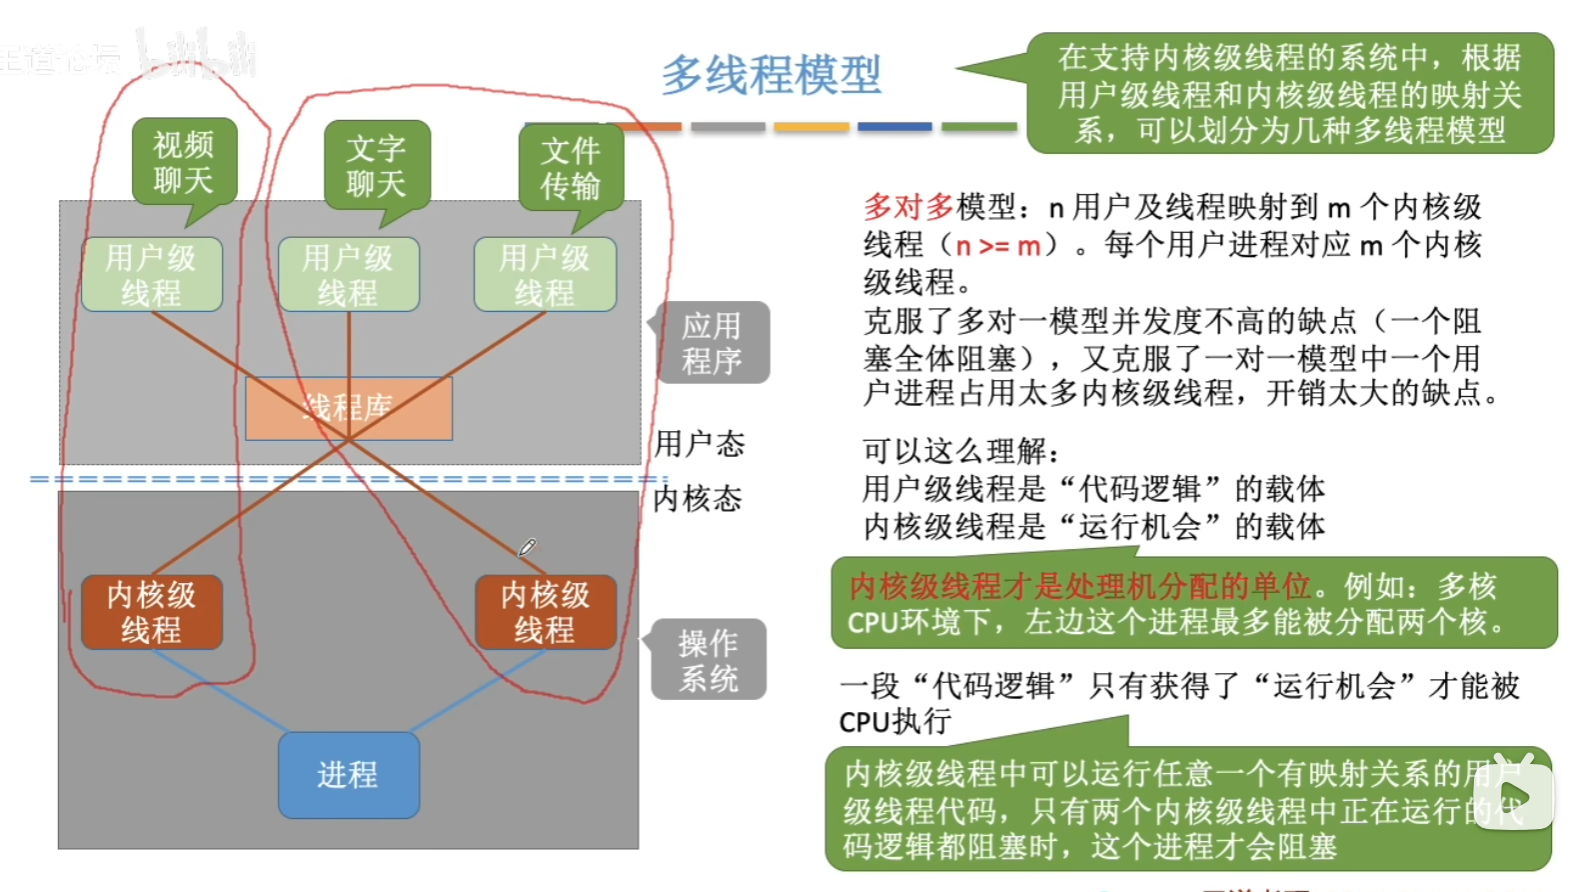 王道论坛 bilibili
多线程模型
在支持内核级线程的系统中，根据
用户级线程和内核级线程的映射关
系，可以划分为几种多线程模型
视频
聊天
文字
聊天
文件
传输
用户级
线程
用户级
线程
用户级
线程
应用
程序
线程库
用户态
内核态
内核级
线程
内核级
线程
操作
系统
进程
多对多模型：n 用户及线程映射到 m 个内核级
线程（n >= m）。每个用户进程对应 m 个内核
级线程。
克服了多对一模型并发度不高的缺点（一个阻
塞全体阻塞），又克服了一对一模型中一个用
户进程占用太多内核级线程，开销太大的缺点。
可以这么理解：
用户级线程是“代码逻辑”的载体
内核级线程是“运行机会”的载体
内核级线程才是处理机分配的单位。例如：多核
CPU环境下，左边这个进程最多能被分配两个核。
一段“代码逻辑”只有获得了“运行机会”才能被
CPU执行
内核级线程中可以运行任意一个有映射关系的用户
级线程代码，只有两个内核级线程中正在运行的代
码逻辑都阻塞时，这个进程才会阻塞